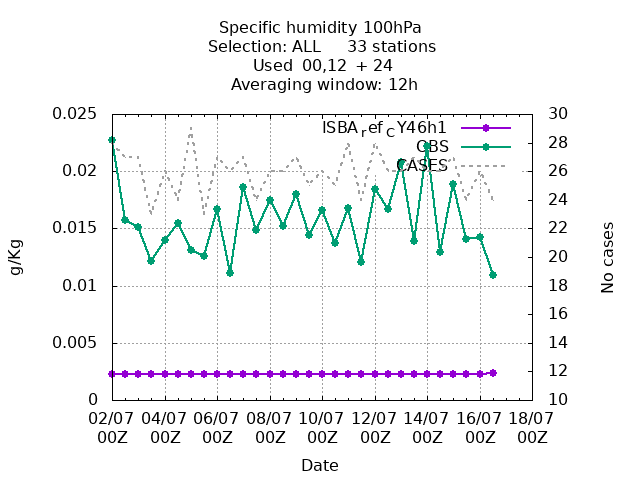 Specific humidity 100hPa
Selection: ALL 33 stations
Used 00,12 + 24
Averaging window: 12h
ISBA_ref_CY46h1
OBS
CASES
0.025
0.02
0.015
0.01
0.005
0
30
28
26
24
22
20
18
16
14
12
10
g/Kg
No cases
02/07 04/07 06/07 08/07 10/07 12/07 14/07 16/07 18/07
00Z 00Z 00Z 00Z 00Z 00Z 00Z 00Z 00Z
Date